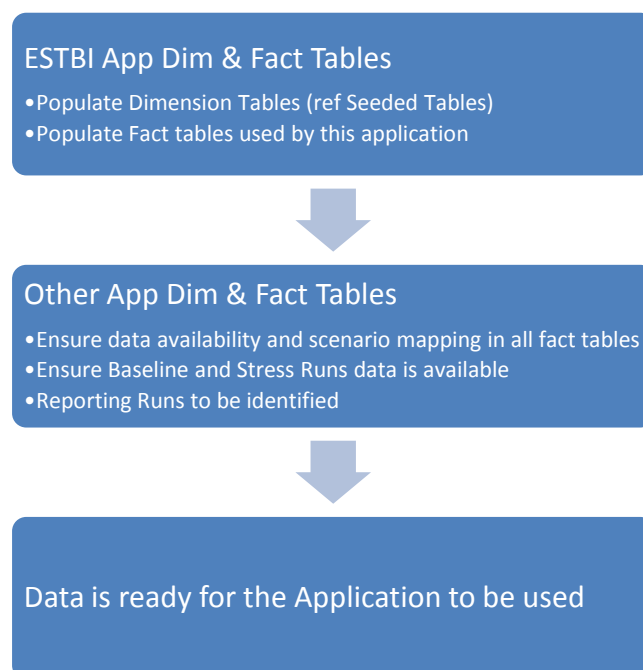 ESTBI App Dim & Fact Tables
•Populate Dimension Tables (ref Seeded Tables)
•Populate Fact tables used by this application
Other App Dim & Fact Tables
•Ensure data availability and scenario mapping in all fact tables
•Ensure Baseline and Stress Runs data is available
•Reporting Runs to be identified
Data is ready for the Application to be used